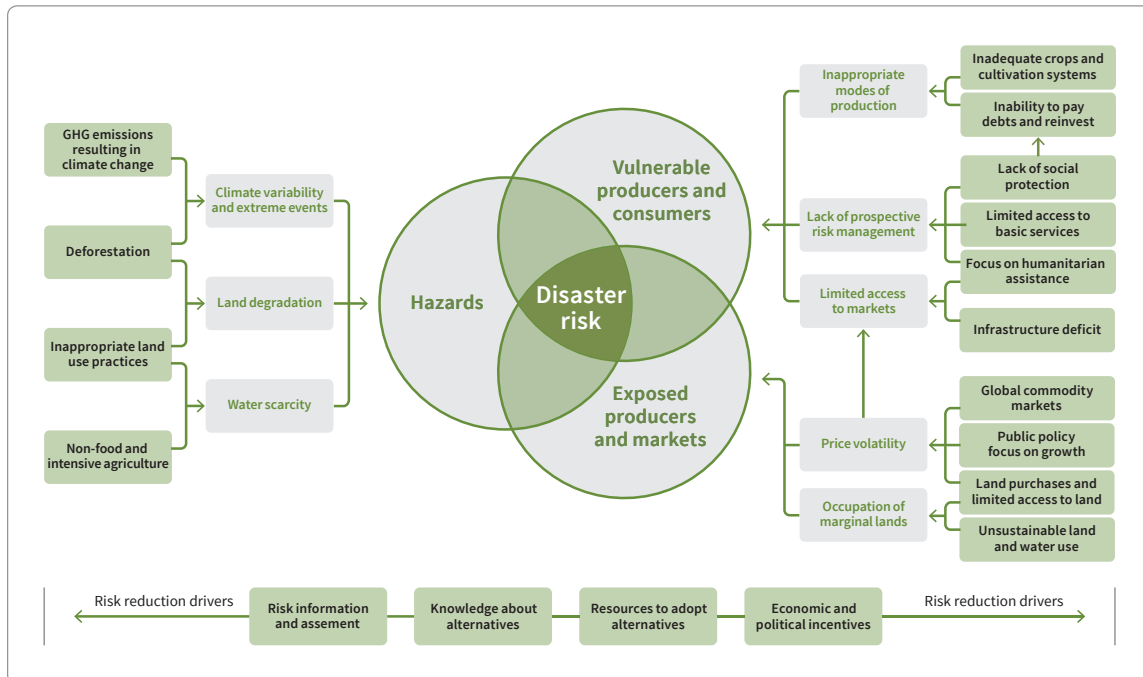 GHG emissions
resulting in
climate change
Deforestation
Inappropriate land
use practices
Non-food and
intensive agriculture
Climate variability
and extreme events
Land degradation
Water scarcity
Hazards
Vulnerable
producers and
consumers
Disaster
risk
Exposed
producers
and markets
Inappropriate
modes of
production
Lack of prospective
risk management
Limited access
to markets
Price volatility
Occupation of
marginal lands
Inadequate crops and
cultivation systems
Inability to pay
debts and reinvest
Lack of social
protection
Limited access to
basic services
Focus on humanitarian
assistance
Infrastructure deficit
Global commodity
markets
Public policy
focus on growth
Land purchases and
limited access to land
Unsustainable land
and water use
Risk reduction drivers
Risk information
and assement
Knowledge about
alternatives
Resources to adopt
alternatives
Economic and
political incentives
Risk reduction drivers